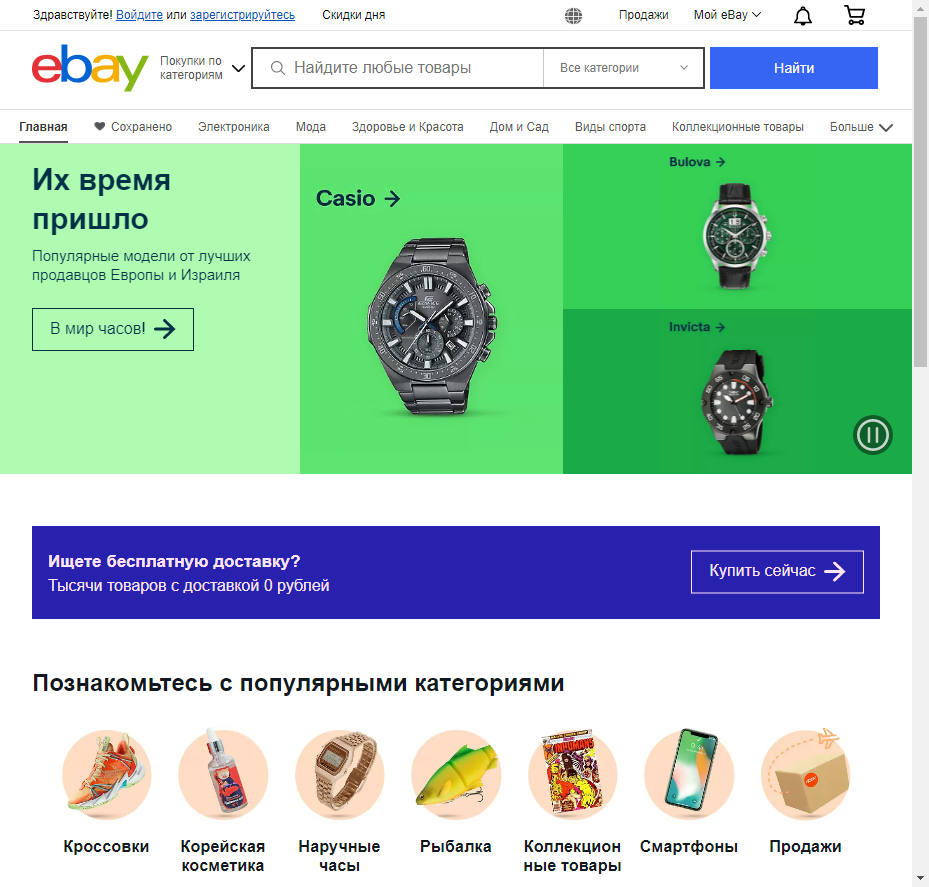 Здравствуйте! Войдите или зарегистрируйтесь
Скидки дня
Продажи
Мой eBay
ebay
Покупки по
категориям
Найдите любые товары
Все категории
Найти
Главная
Сохранено
Электроника
Мода
Здоровье и Красота
Дом и Сад
Виды спорта
Коллекционные товары
Больше
Их время
пришло
Популярные модели от лучших
продавцов Европы и Израиля
В мир часов!
Casio
Bulova
Invicta
Ищете бесплатную доставку?
Тысячи товаров с доставкой 0 рублей
Купить сейчас
Познакомьтесь с популярными категориями
Кроссовки
Корейская
косметика
Наручные
часы
Рыбалка
Коллекцион
ные товары
Смартфоны
Продажи